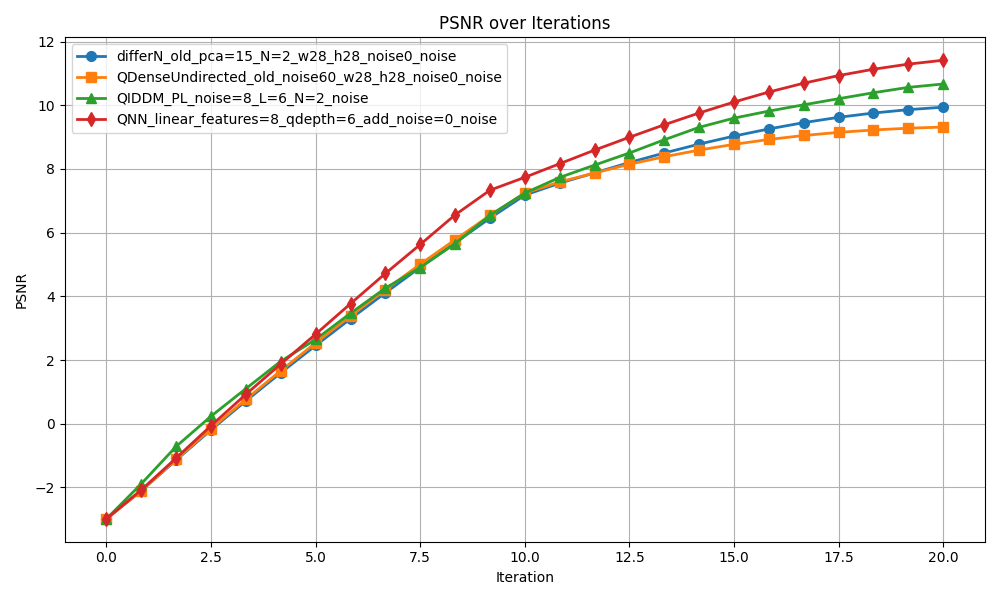 PSNR over Iterations
differN_old_pca=15_N=2_w28_h28_noise0_noise
QDenseUndirected_old_noise60_w28_h28_noise0_noise
QIDDM_PL_noise=8_L=6_N=2_noise
QNN_linear_features=8_qdepth=6_add_noise=0_noise
12
10
8
6
4
2
0
−2
PSNR
0.0 2.5 5.0 7.5 10.0 12.5 15.0 17.5 20.0
Iteration